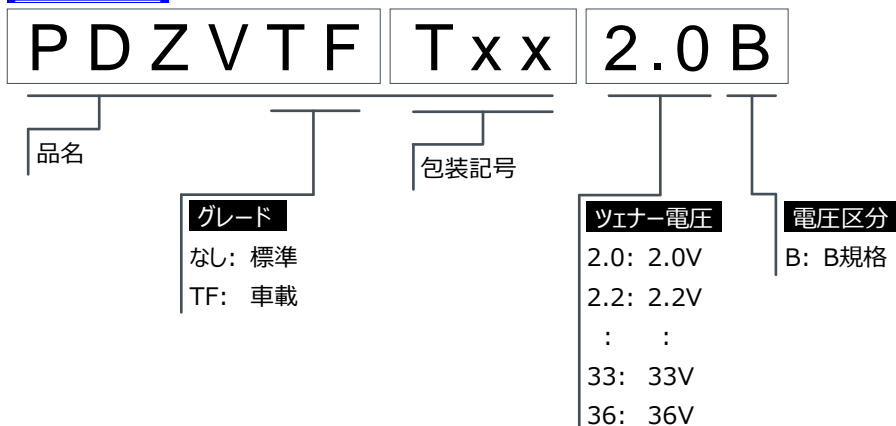 PDZVTF Txx 2.0B
品名
包装記号
グレード
なし: 標準
TF: 車載
ツェナー電圧
2.0: 2.0V
2.2: 2.2V
: :
33: 33V
36: 36V
電圧区分
B: B規格